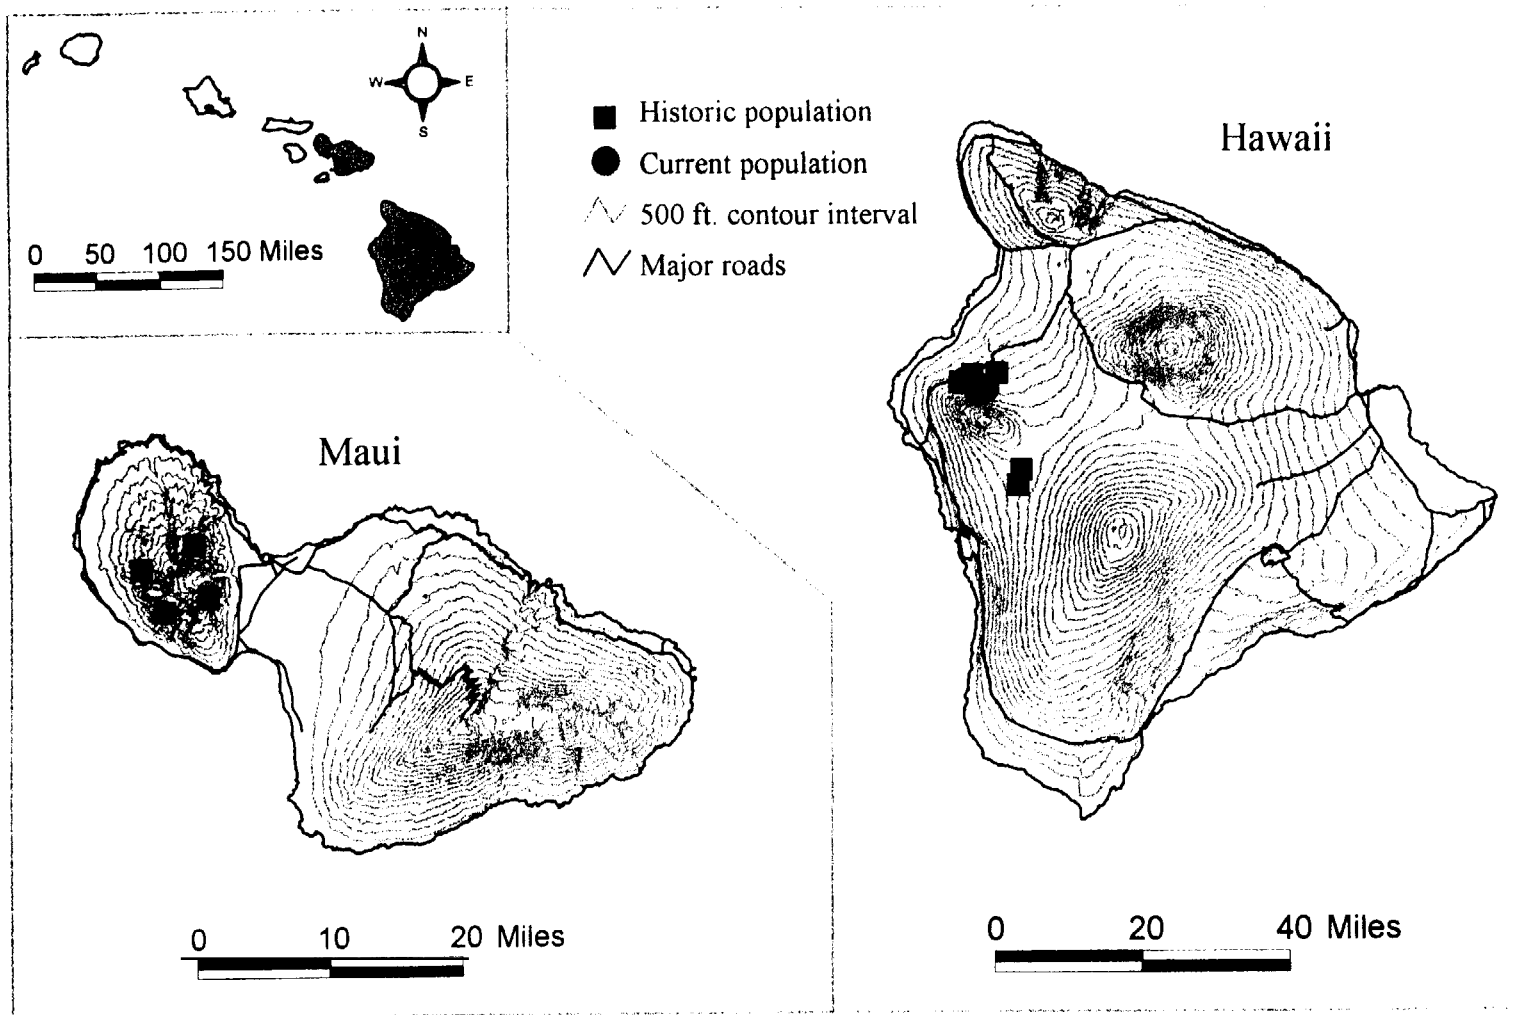 N
W E
S
0 50 100 150 Miles
Historic population
Current population
500 ft. contour interval
Major roads
Hawaii
Maui
0 10 20 Miles
0 20 40 Miles